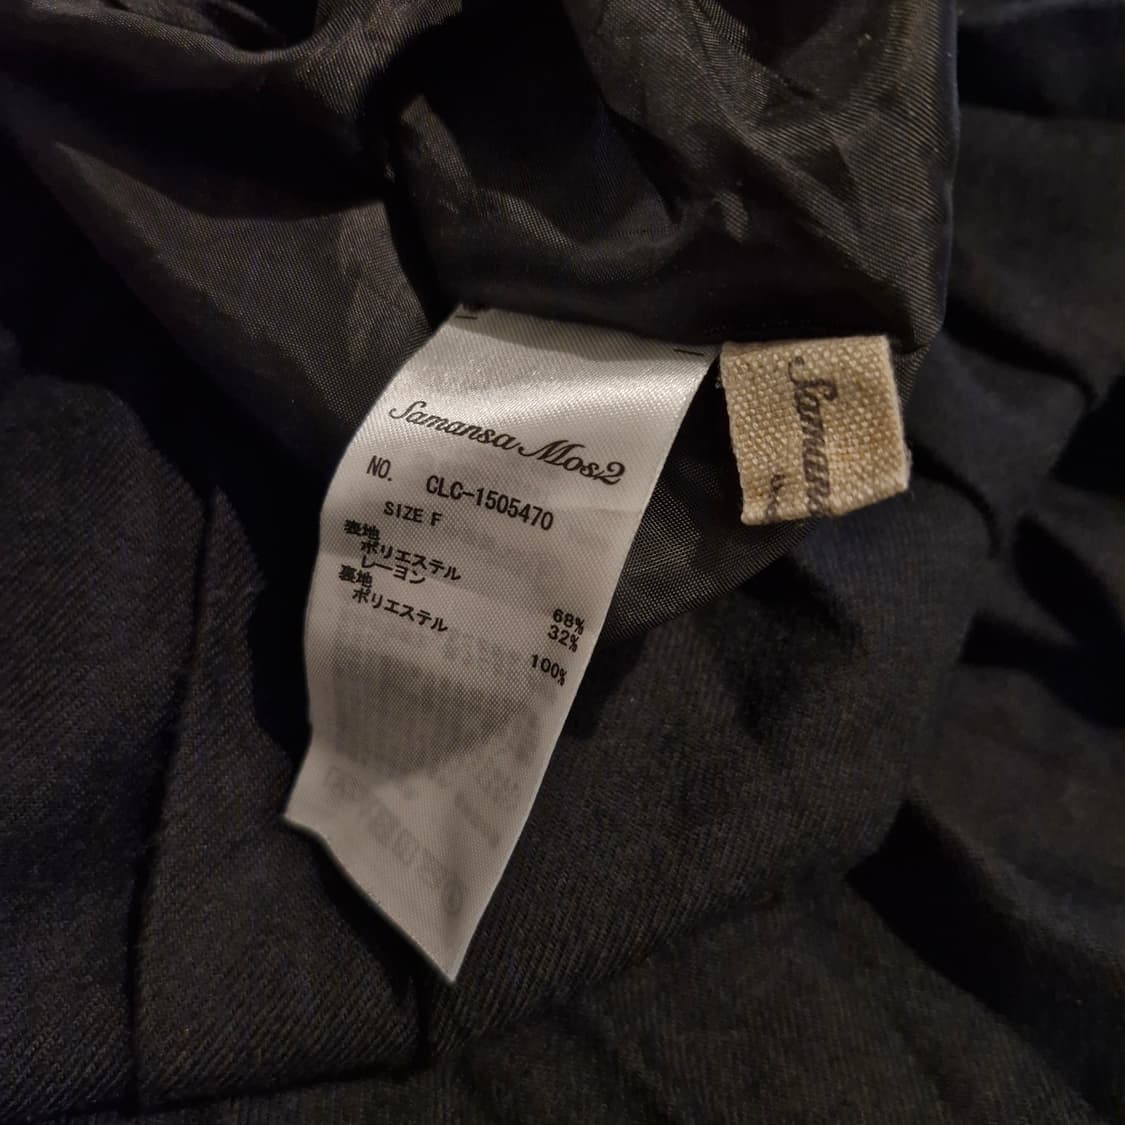 Samansa Mos2
NO. CLC-1505470
SIZE F
表地
ポリエステル 68%
レーヨン 32%
裏地
ポリエステル 100%